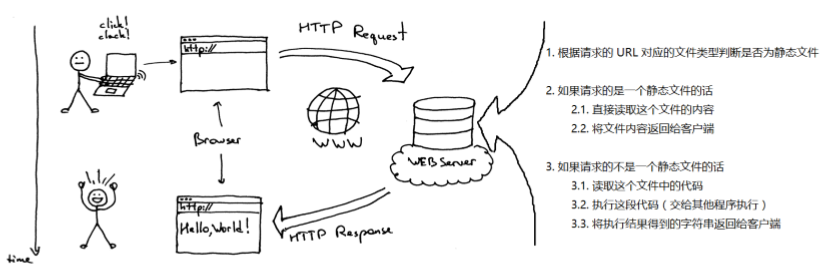 click!
clack!
http://
HTTP Request
Browser
WWW
WEB Server
http://
Hello, World!
HTTP Response
time
1. 根据请求的 URL 对应的文件类型判断是否为静态文件
2. 如果请求的是一个静态文件的话
2.1. 直接读取这个文件的内容
2.2. 将文件内容返回给客户端
3. 如果请求的不是一个静态文件的话
3.1. 读取这个文件中的代码
3.2. 执行这段代码（交给其他程序执行）
3.3. 将执行结果得到的字符串返回给客户端